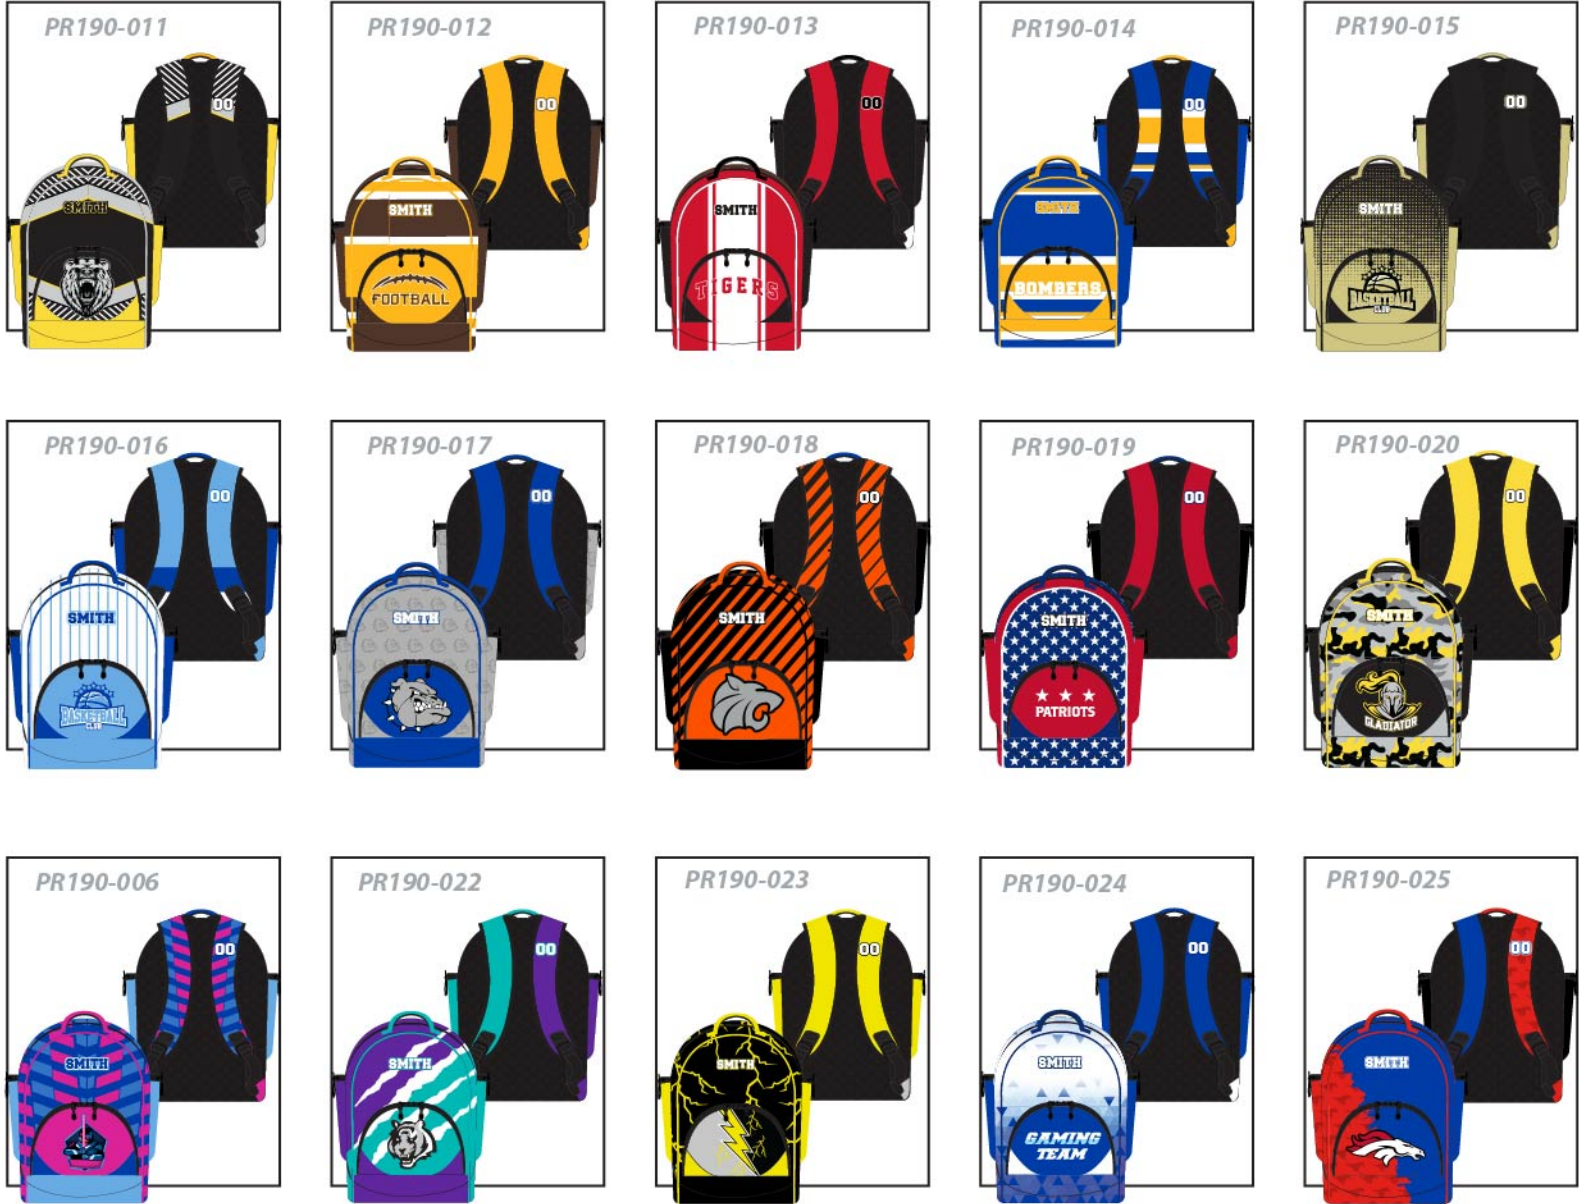 PR190-011
00
SMITH
PR190-012
00
SMITH
FOOTBALL
PR190-013
00
SMITH
TIGERS
PR190-014
00
SMITH
BOMBERS
PR190-015
00
SMITH
BASKETBALL
CLUB
PR190-016
00
SMITH
BASKETBALL
CLUB
PR190-017
00
SMITH
PR190-018
00
SMITH
PR190-019
00
SMITH
PATRIOTS
PR190-020
00
SMITH
GLADIATOR
PR190-006
00
SMITH
PR190-022
00
SMITH
PR190-023
00
SMITH
PR190-024
00
SMITH
GAMING
TEAM
PR190-025
00
SMITH